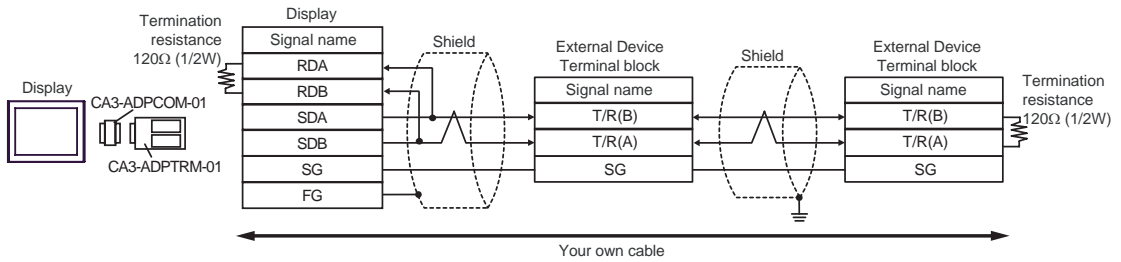 Display
CA3-ADPCOM-01
CA3-ADPTRM-01
Termination
resistance
120Ω (1/2W)
Display
Signal name
RDA
RDB
SDA
SDB
SG
FG
Shield
External Device
Terminal block
Signal name
T/R(B)
T/R(A)
SG
Shield
External Device
Terminal block
Signal name
T/R(B)
T/R(A)
SG
Termination
resistance
120Ω (1/2W)
Your own cable